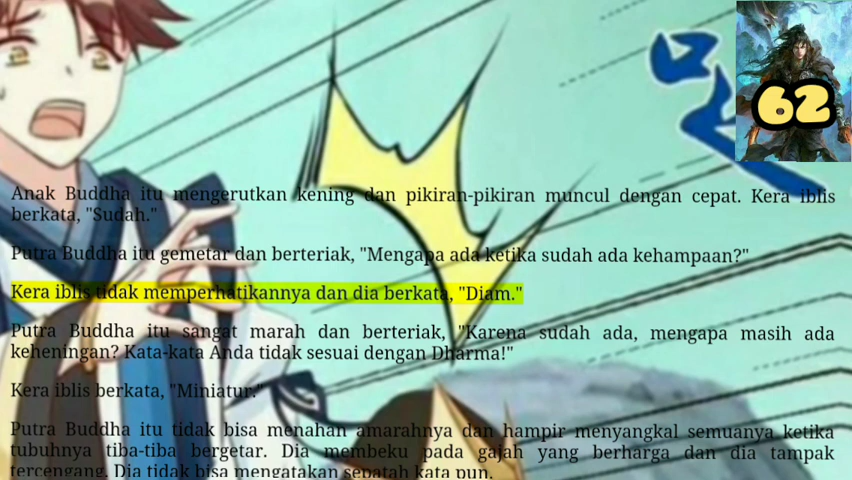 62
Anak Buddha itu mengerutkan kening dan pikiran-pikiran muncul dengan cepat. Kera iblis
berkata, "Sudah."
Putra Buddha itu gemetar dan berteriak, "Mengapa ada ketika sudah ada kehampaan?"
Kera iblis tidak memperhatikannya dan dia berkata, "Diam."
Putra Buddha itu sangat marah dan berteriak, "Karena sudah ada, mengapa masih ada
keheningan? Kata-kata Anda tidak sesuai dengan Dharma!"
Kera iblis berkata, "Miniatur."
Putra Buddha itu tidak bisa menahan amarahnya dan hampir menyangkal semuanya ketika
tubuhnya tiba-tiba bergetar. Dia membeku pada gajah yang berharga dan dia tampak
tercengang. Dia tidak bisa mengatakan sepatah kata pun.